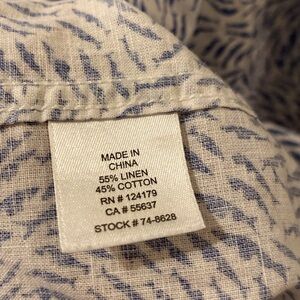 MADE IN
CHINA
55% LINEN
45% COTTON
RN # 124179
CA # 55637
STOCK # 74-8628